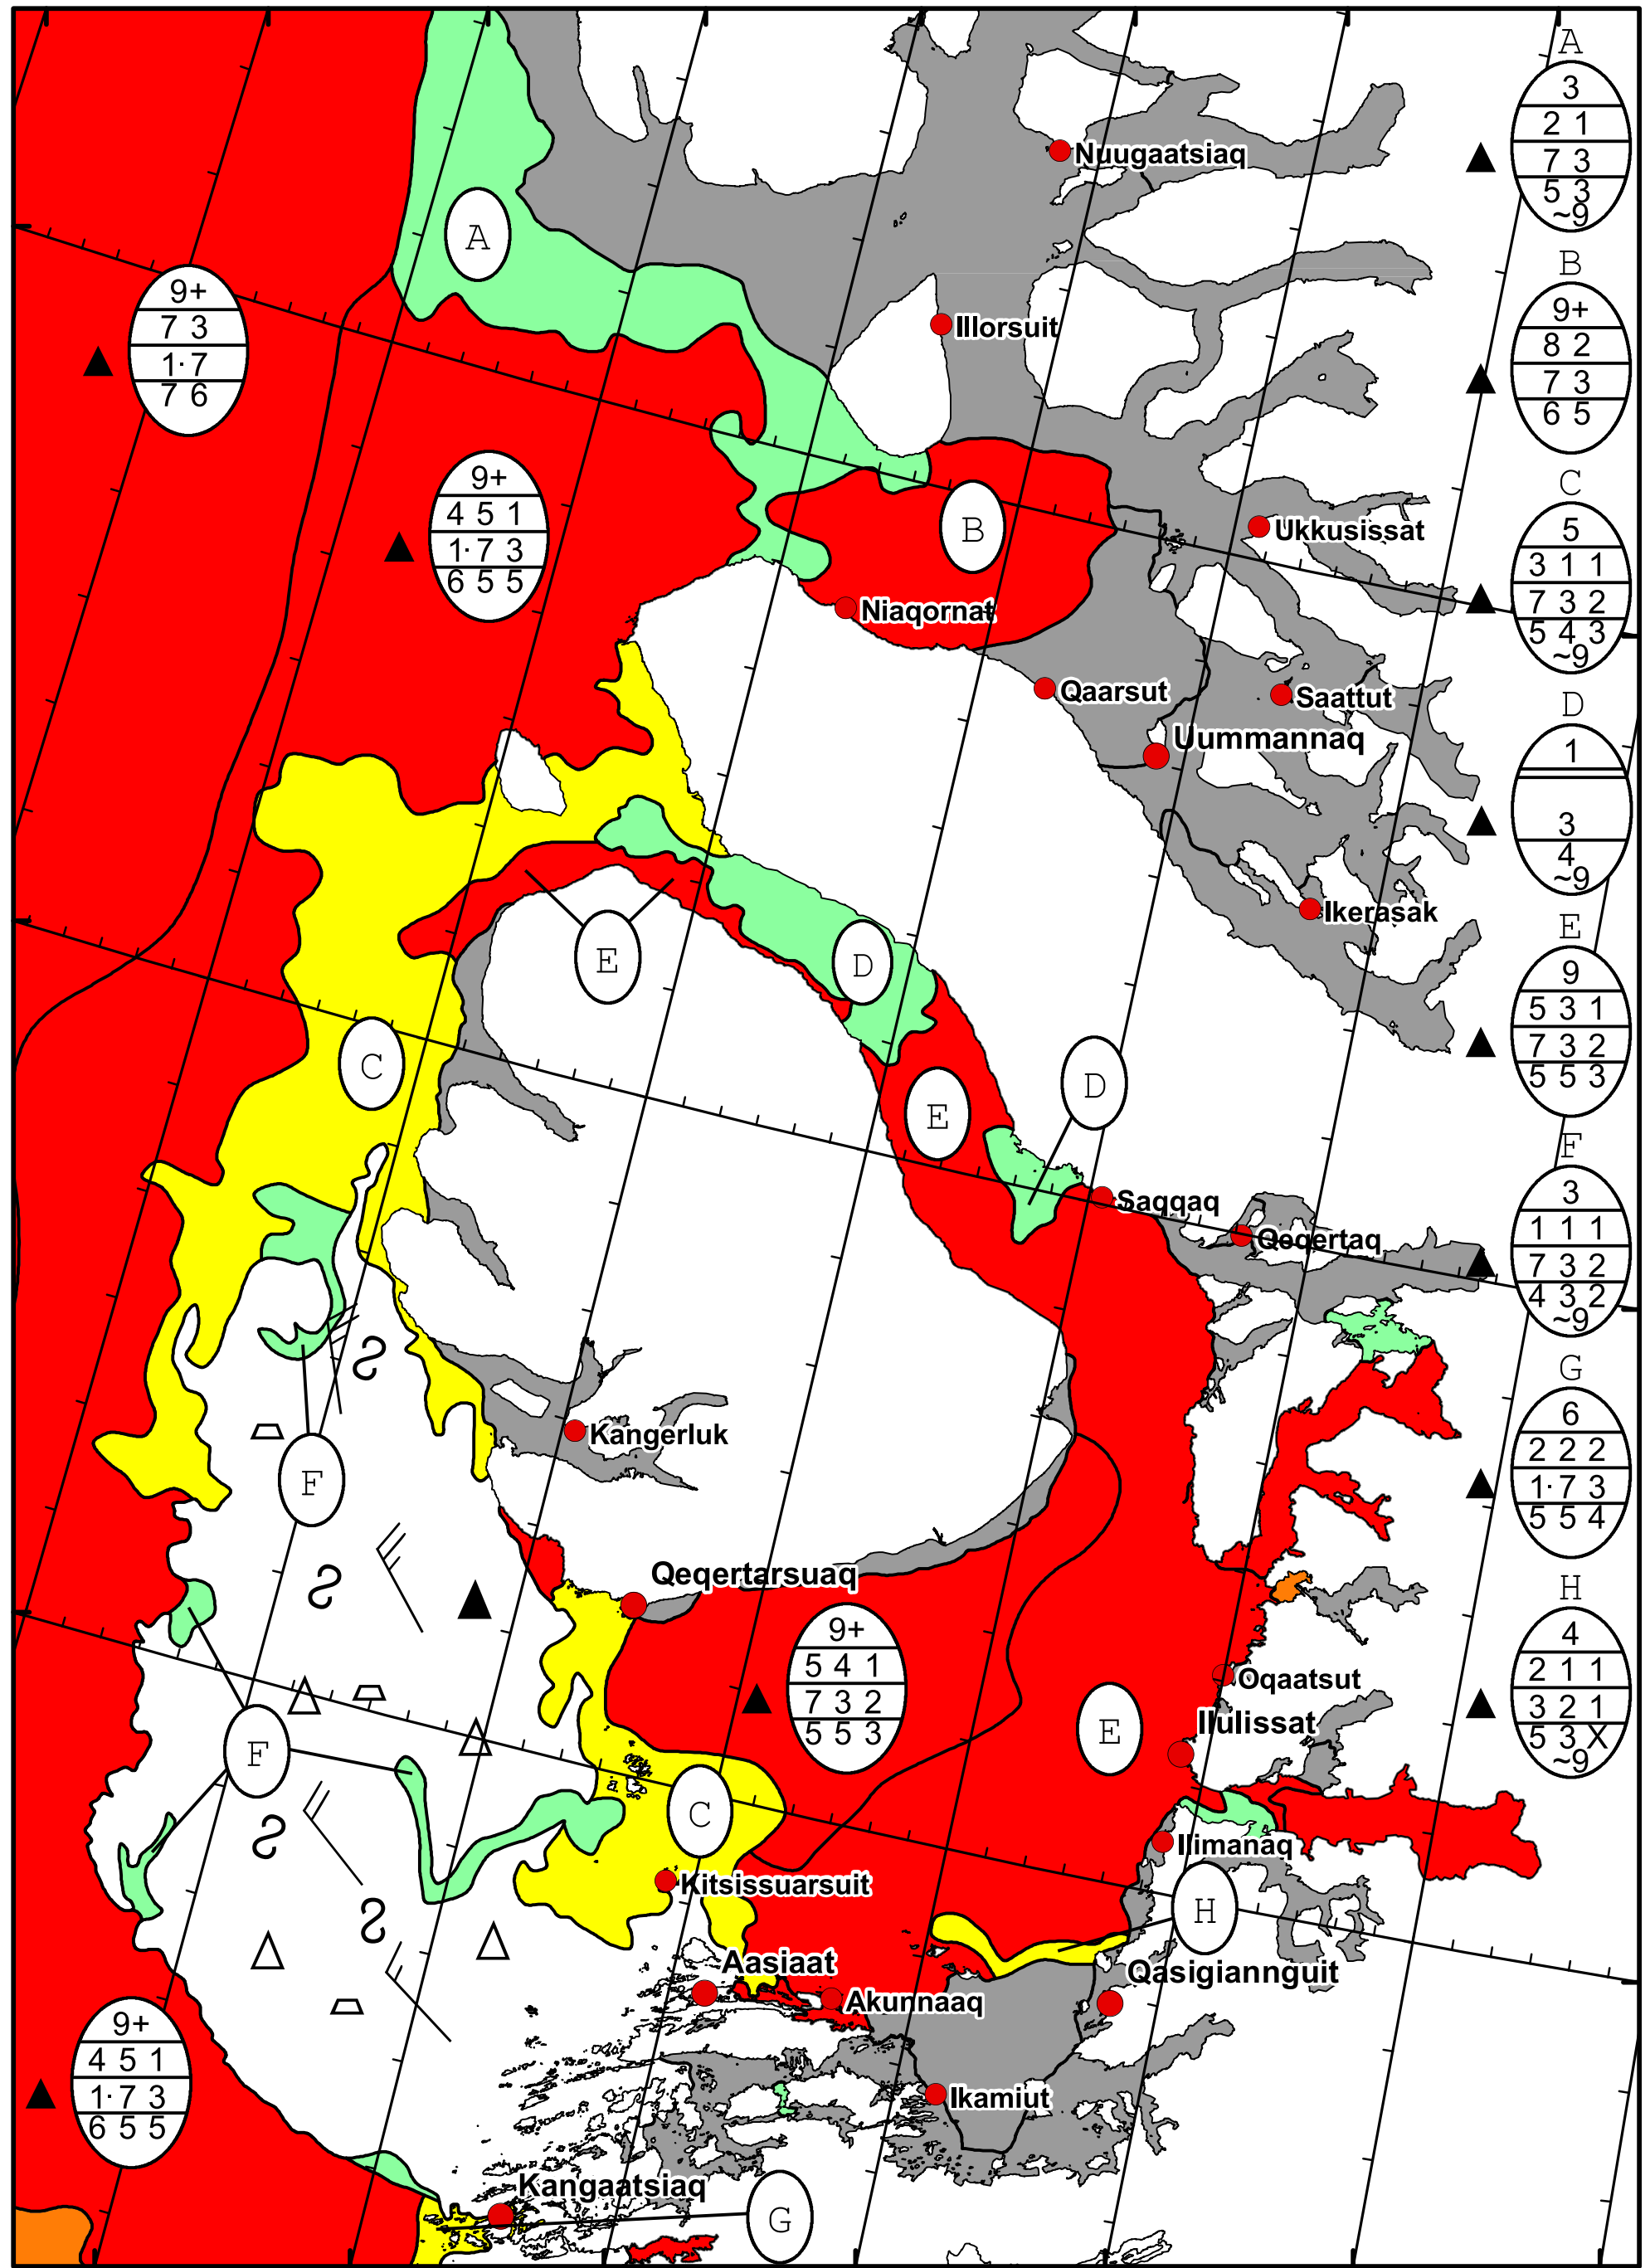 A
3
2 1
7 3
5 3
~9
Nuugaatsiaq
A
B
9+
8 2
7 3
6 5
9+
7 3
1· 7
7 6
Illorsuit
9+
4 5 1
1· 7 3
6 5 5
C
5
3 1 1
7 3 2
5 4 3
~9
B
Ukkusissat
Niaqornat
Qaarsut
Saattut
Uummannaq
D
1
3
4
~9
Ikerasak
E
D
E
9
5 3 1
7 3 2
5 5 3
C
E
D
F
3
1 1 1
7 3 2
4 3 2
~9
Saqqaq
Qeqertaq
G
6
2 2 2
1· 7 3
5 5 4
Kangerluk
F
Qeqertarsuaq
H
4
2 1 1
3 2 1
5 3 X
~9
9+
5 4 1
7 3 2
5 5 3
Oqaatsut
E
Ilulissat
F
a
C
Ilimanaq
Kitsissuarsuit
H
Aasiaat
Qasigiannguit
Akunnaaq
9+
4 5 1
1· 7 3
6 5 5
Ikamiut
Kangaatsiaq
G